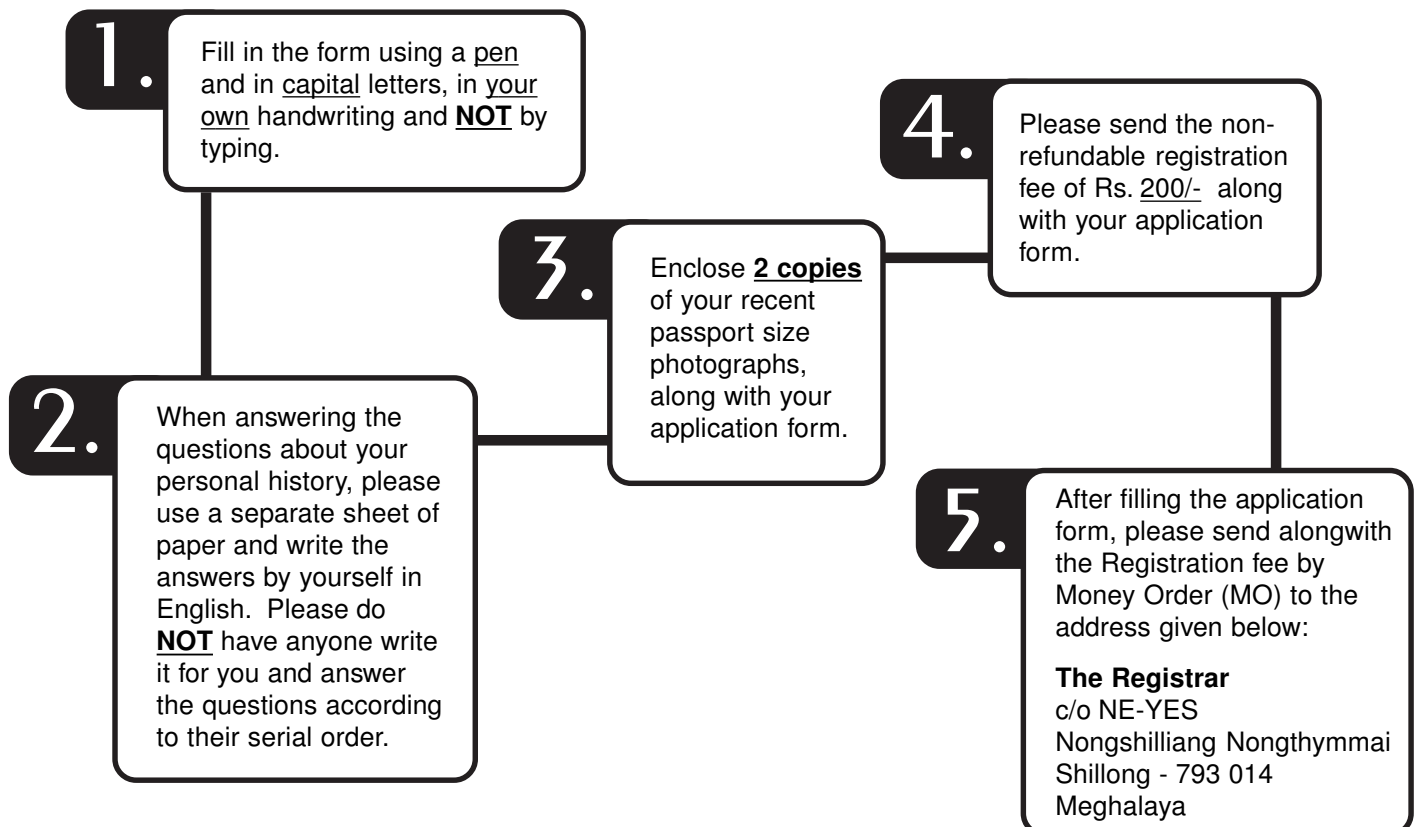 1.
Fill in the form using a pen
and in capital letters, in your
own handwriting and NOT by
typing.
2.
When answering the
questions about your
personal history, please
use a separate sheet of
paper and write the
answers by yourself in
English.  Please do
NOT have anyone write
it for you and answer
the questions according
to their serial order.
3.
Enclose 2 copies
of your recent
passport size
photographs,
along with your
application form.
4.
Please send the non-
refundable registration
fee of Rs. 200/-  along
with your application
form.
5.
After filling the application
form, please send alongwith
the Registration fee by
Money Order (MO) to the
address given below:
The Registrar
c/o NE-YES
Nongshilliang Nongthymmai
Shillong - 793 014
Meghalaya